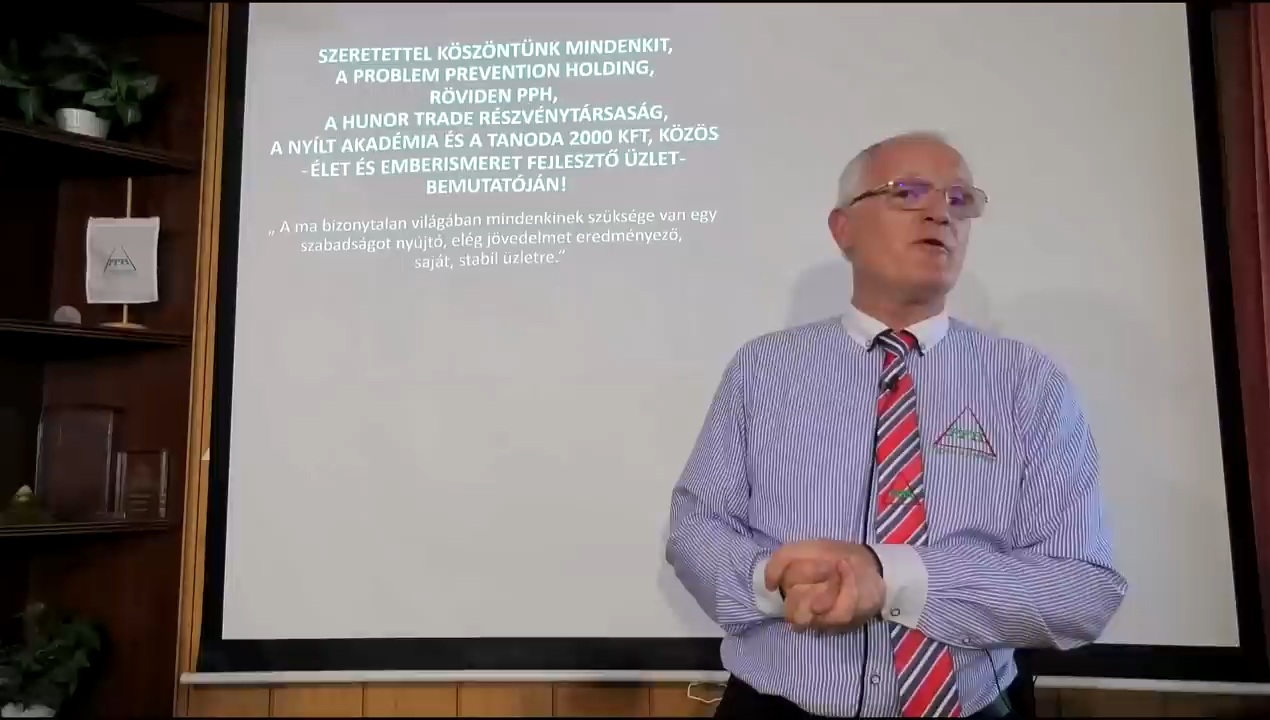 SZERETETTEL KÖSZÖNTÜNK MINDENKIT,
A PROBLEM PREVENTION HOLDING,
RÖVIDEN PPH,
A HUNOR TRADE RÉSZVÉNYTÁRSASÁG,
A NYÍLT AKADÉMIA ÉS A TANODA 2000 KFT, KÖZÖS
-ÉLET ÉS EMBERISMERET FEJLESZTŐ ÜZLET-
BEMUTATÓJÁN!
„ A ma bizonytalan világában mindenkinek szüksége van egy
szabadságot nyújtó, elég jövedelmet eredményező,
saját, stabil üzletre.”